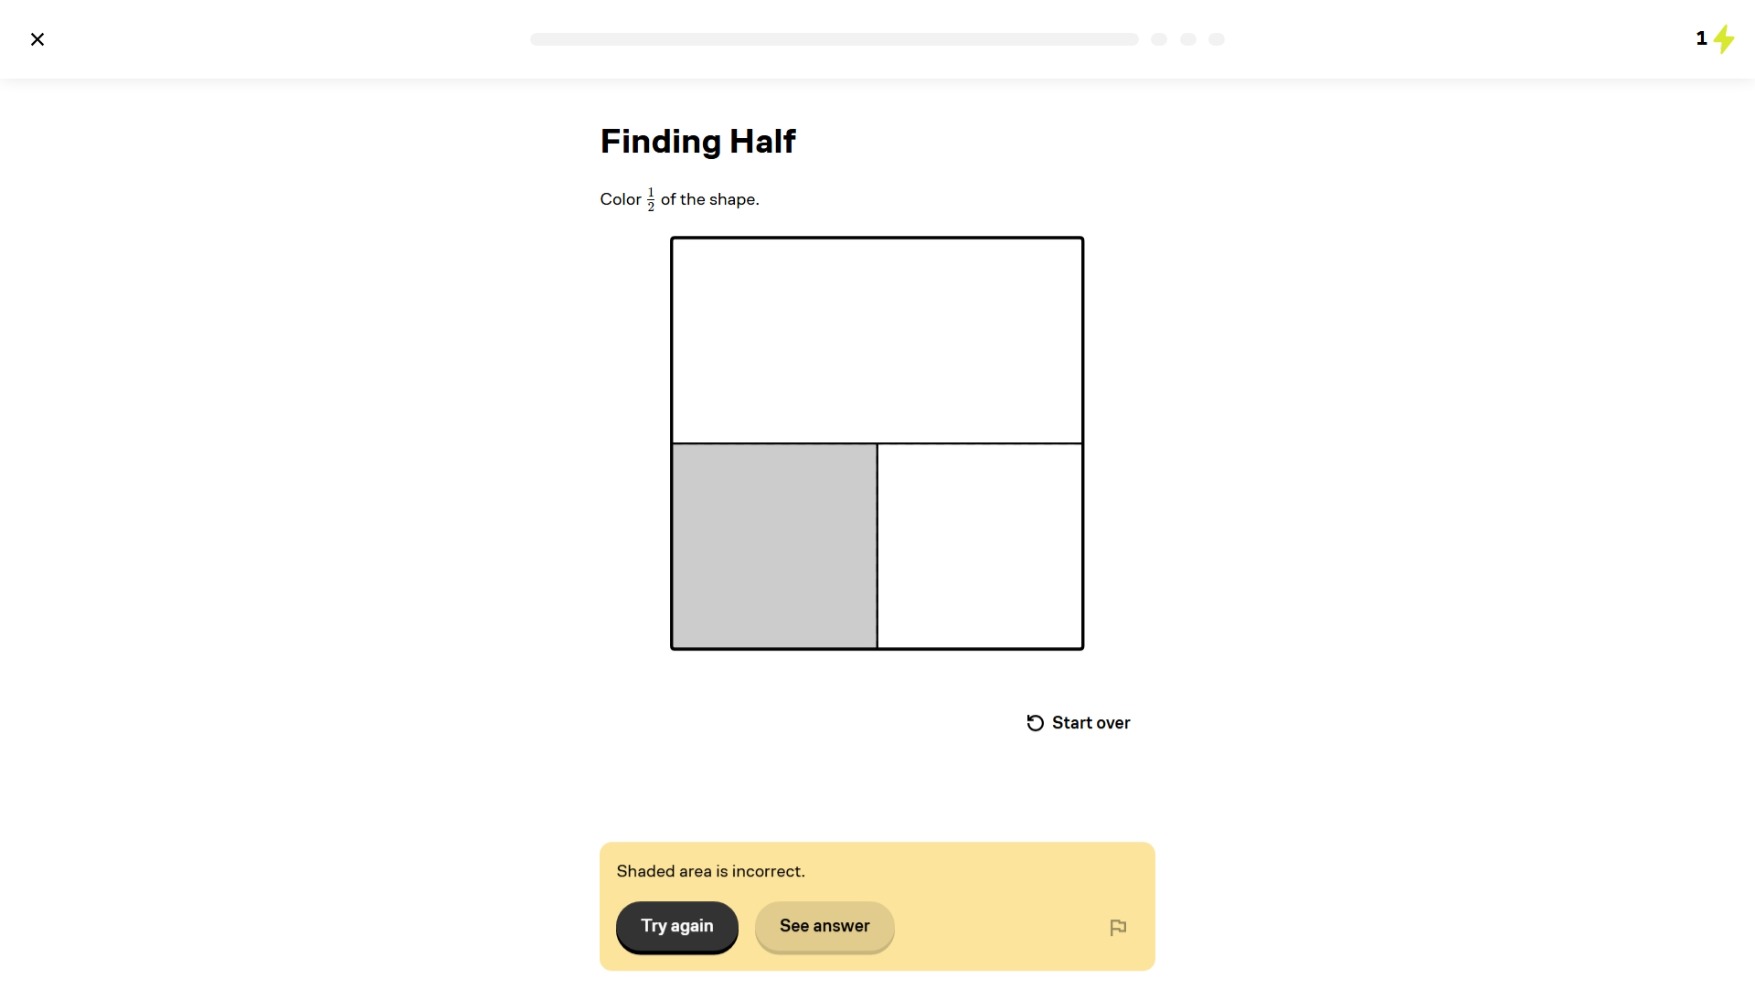 1
Finding Half
Color 1/2 of the shape.
Start over
Shaded area is incorrect.
Try again
See answer